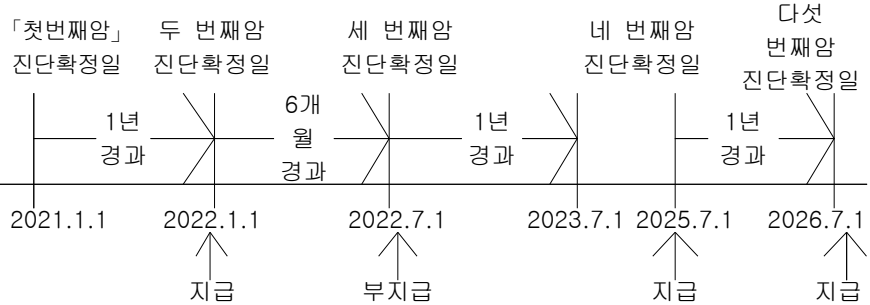 「첫번째암」
진단확정일
두 번째암
진단확정일
세 번째암
진단확정일
네 번째암
진단확정일
다섯
번째암
진단확정일
1년
경과
6개
월
경과
1년
경과
1년
경과
2021.1.1
2022.1.1
2022.7.1
2023.7.1
2025.7.1
2026.7.1
지급
부지급
지급
지급